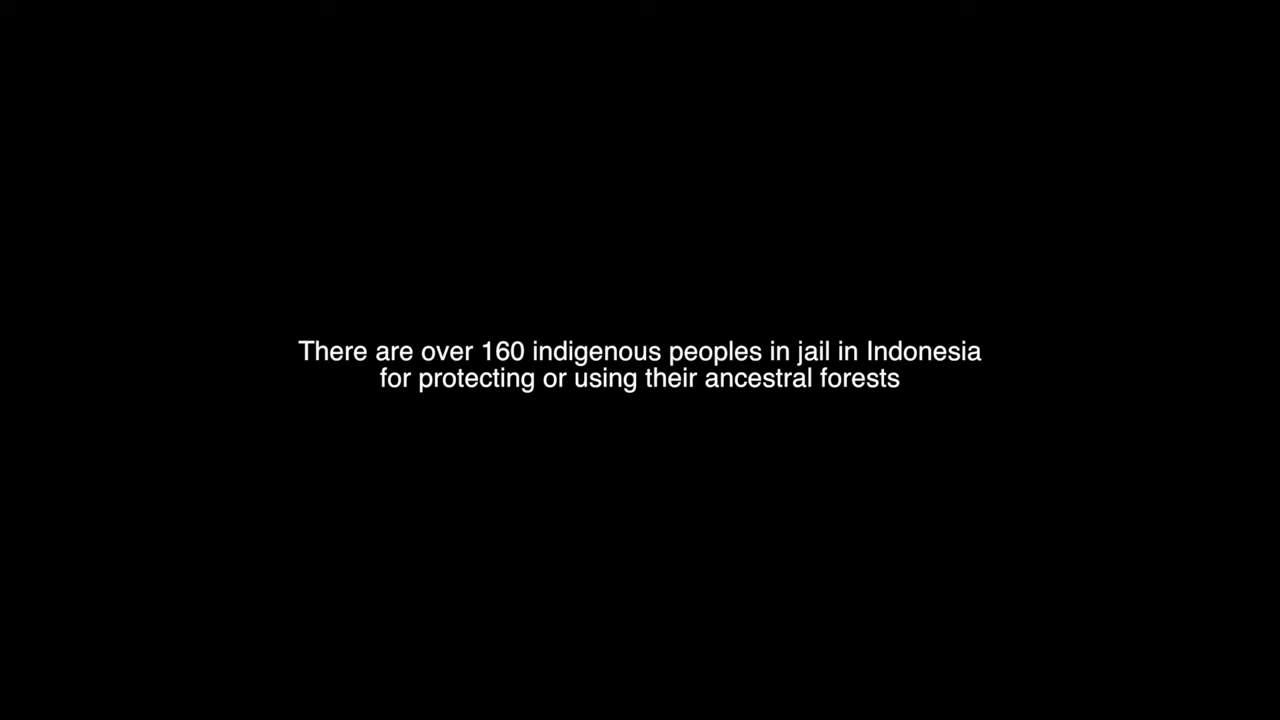 There are over 160 indigenous peoples in jail in Indonesia
for protecting or using their ancestral forests